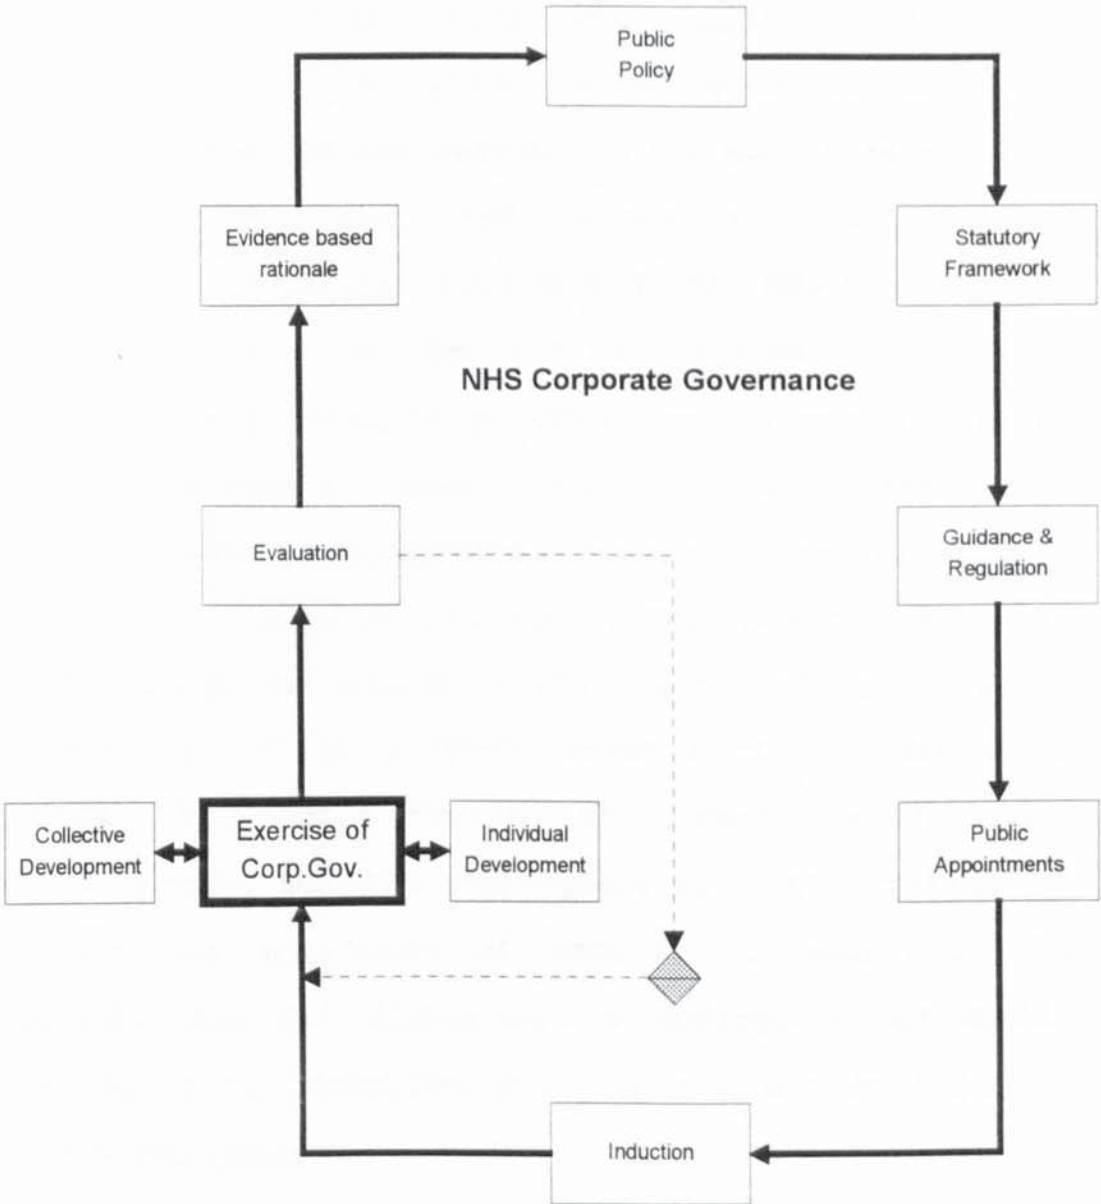 Public
Policy
Evidence based
rationale
Statutory
Framework
NHS Corporate Governance
Evaluation
Guidance &
Regulation
Collective
Development
Exercise of
Corp.Gov.
Individual
Development
Public
Appointments
Induction